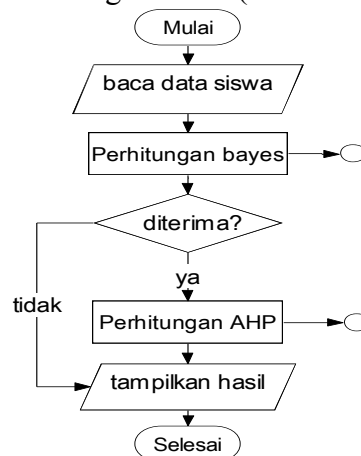 Mulai
baca data siswa
Perhitungan bayes
diterima?
ya
tidak
Perhitungan AHP
tampilkan hasil
Selesai